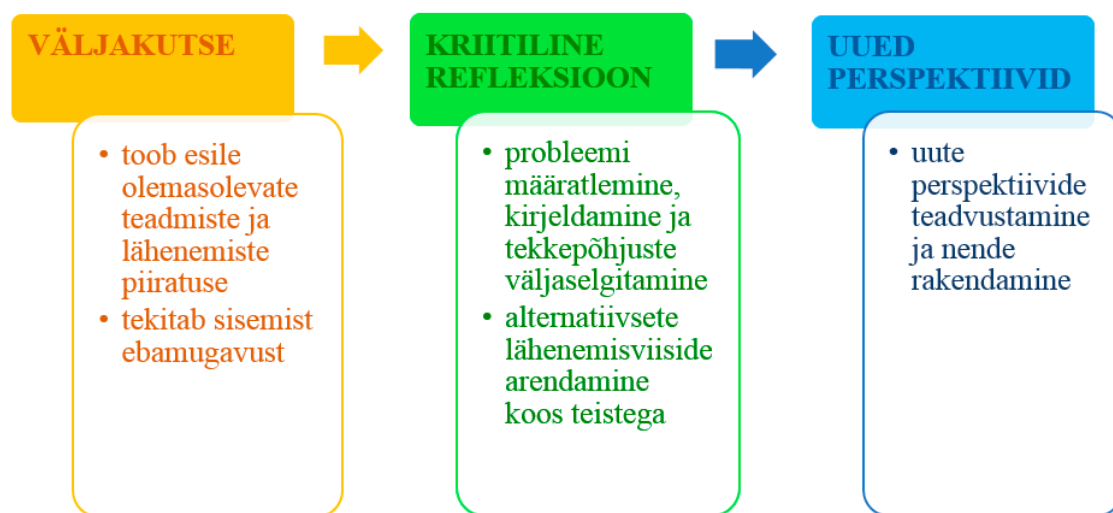 VÄLJAKUTSE
• toob esile
olemasolevate
teadmiste ja
lähenemiste
piiratuse
• tekitab sisemist
ebamugavust
KRIITILINE
REFLEKSIOON
• probleemi
määratlemine,
kirjeldamine ja
tekkepõhjuste
väljaselgitamine
• alternatiivsete
lähenemisviiside
arendamine
koos teistega
UUED
PERSPEKTIIVID
• uute
perspektiivide
teadvustamine
ja nende
rakendamine